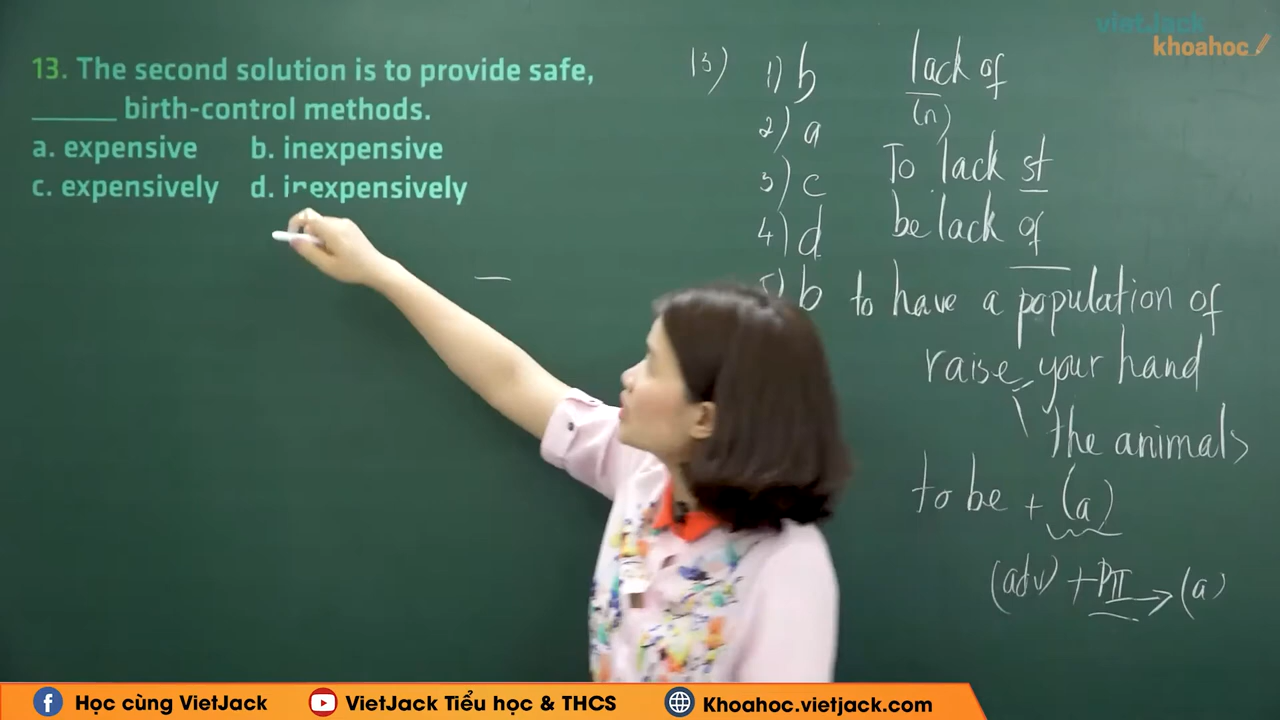 vietJack
khoahoc
13. The second solution is to provide safe,
______ birth-control methods.
a. expensive b. inexpensive
c. expensively d. inexpensively
13)
1) b
2) a
3) c
4) d
5) b
lack of
(n)
To lack st
be lack of
to have a population of
raise your hand
the animals
to be + (a)
(adv) + PII → (a)
Học cùng VietJack
VietJack Tiểu học & THCS
Khoahoc.vietjack.com